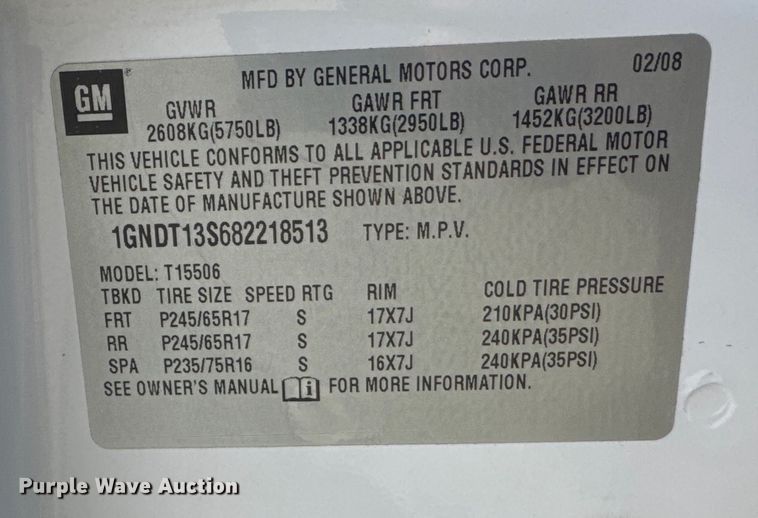 GM
MFD BY GENERAL MOTORS CORP. 02/08
GVWR GAWR FRT GAWR RR
2608KG(5750LB) 1338KG(2950LB) 1452KG(3200LB)
THIS VEHICLE CONFORMS TO ALL APPLICABLE U.S. FEDERAL MOTOR
VEHICLE SAFETY AND THEFT PREVENTION STANDARDS IN EFFECT ON
THE DATE OF MANUFACTURE SHOWN ABOVE.
1GNDT13S682218513 TYPE: M.P.V.
MODEL: T15506
TBKD TIRE SIZE SPEED RTG RIM COLD TIRE PRESSURE
FRT P245/65R17 S 17X7J 210KPA(30PSI)
RR P245/65R17 S 17X7J 240KPA(35PSI)
SPA P235/75R16 S 16X7J 240KPA(35PSI)
SEE OWNER'S MANUAL i FOR MORE INFORMATION.
Purple Wave Auction